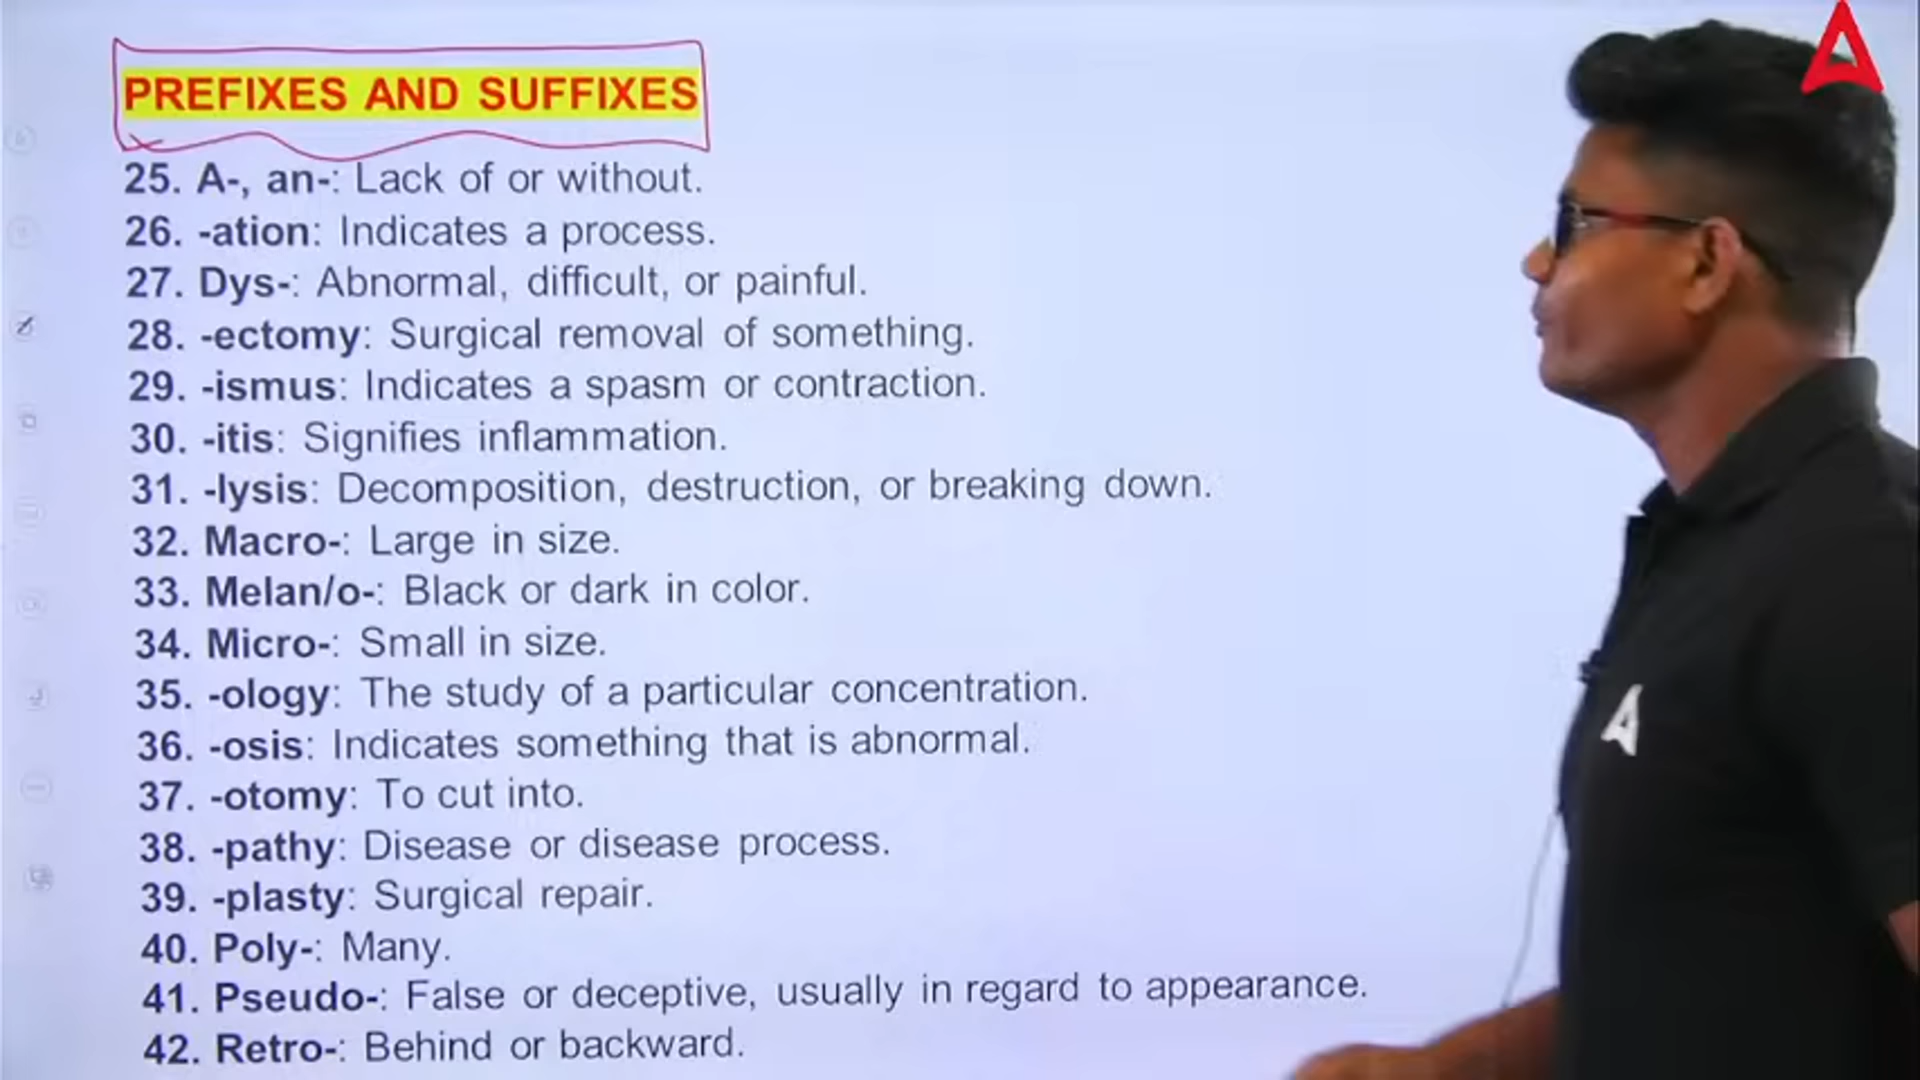 PREFIXES AND SUFFIXES
25. A-, an-: Lack of or without.
26. -ation: Indicates a process.
27. Dys-: Abnormal, difficult, or painful.
28. -ectomy: Surgical removal of something.
29. -ismus: Indicates a spasm or contraction.
30. -itis: Signifies inflammation.
31. -lysis: Decomposition, destruction, or breaking down.
32. Macro-: Large in size.
33. Melan/o-: Black or dark in color.
34. Micro-: Small in size.
35. -ology: The study of a particular concentration.
36. -osis: Indicates something that is abnormal.
37. -otomy: To cut into.
38. -pathy: Disease or disease process.
39. -plasty: Surgical repair.
40. Poly-: Many.
41. Pseudo-: False or deceptive, usually in regard to appearance.
42. Retro-: Behind or backward.